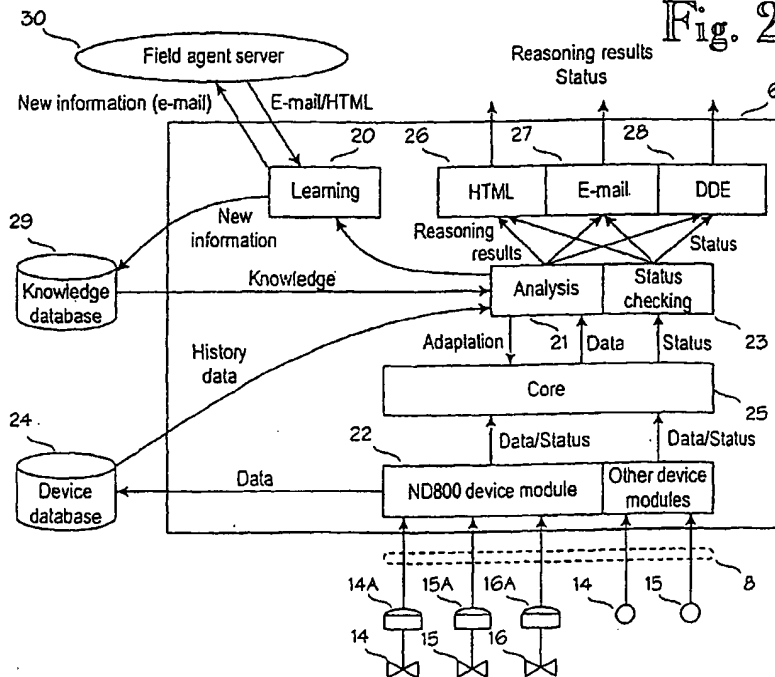 Fig. 2
30
Field agent server
Reasoning results
Status
New information (e-mail)
E-mail/HTML
6
20
26
27
28
Learning
HTML
E-mail
DDE
New
information
29
Reasoning
results
Status
Knowledge
database
Knowledge
Analysis
Status
checking
21
23
History
data
Adaptation
Data
Status
Core
24
22
25
Data/Status
Data/Status
Device
database
Data
ND800 device module
Other device
modules
8
14A
15A
16A
14
15
14
15
16